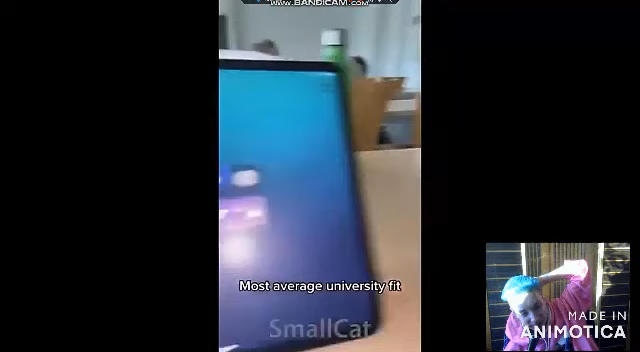 www.BANDICAM.com
Most average university fit
SmallCat
MADE IN
ANIMOTICA